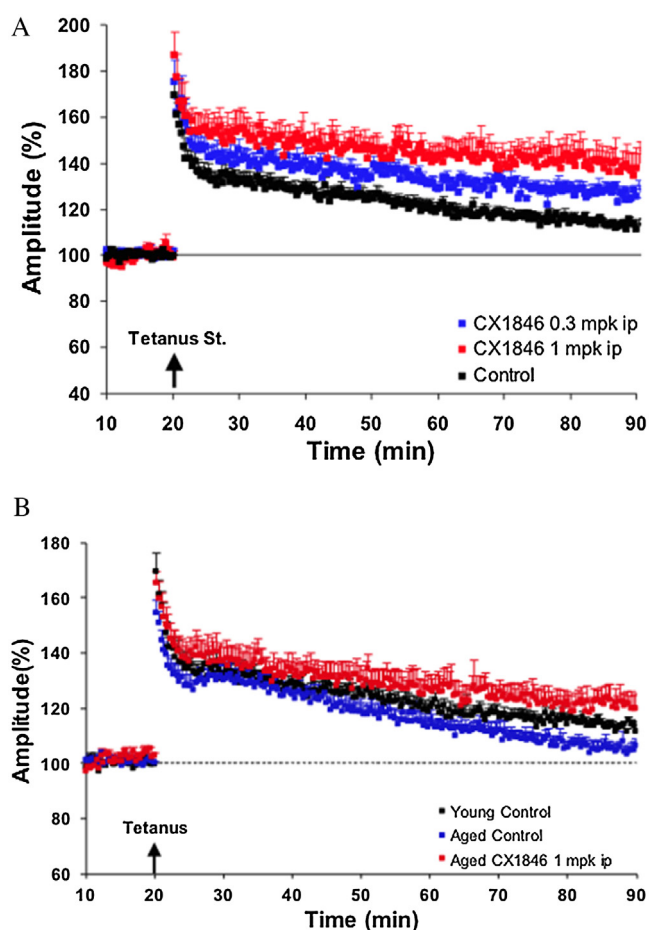 A
200
180
160
140
120
100
80
60
40
Amplitude (%)
Tetanus St.
CX1846 0.3 mpk ip
CX1846 1 mpk ip
Control
10 20 30 40 50 60 70 80 90
Time (min)
B
180
160
140
120
100
80
60
Amplitude(%)
Tetanus
Young Control
Aged Control
Aged CX1846 1 mpk ip
10 20 30 40 50 60 70 80 90
Time (min)